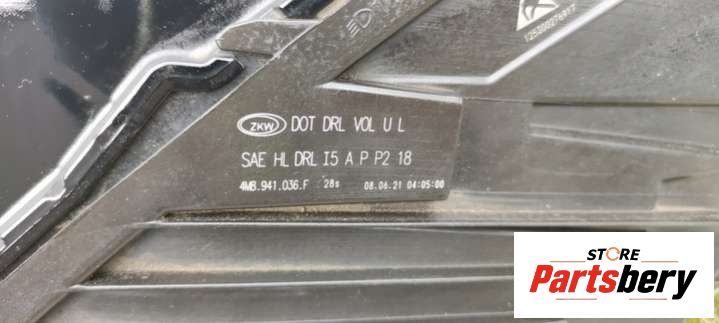 ZKW DOT DRL VOL U L
SAE HL DRL I5 A P P2 18
4M8.941.036.F 28s 08.06.21 04:05:00
STORE
Partsbery